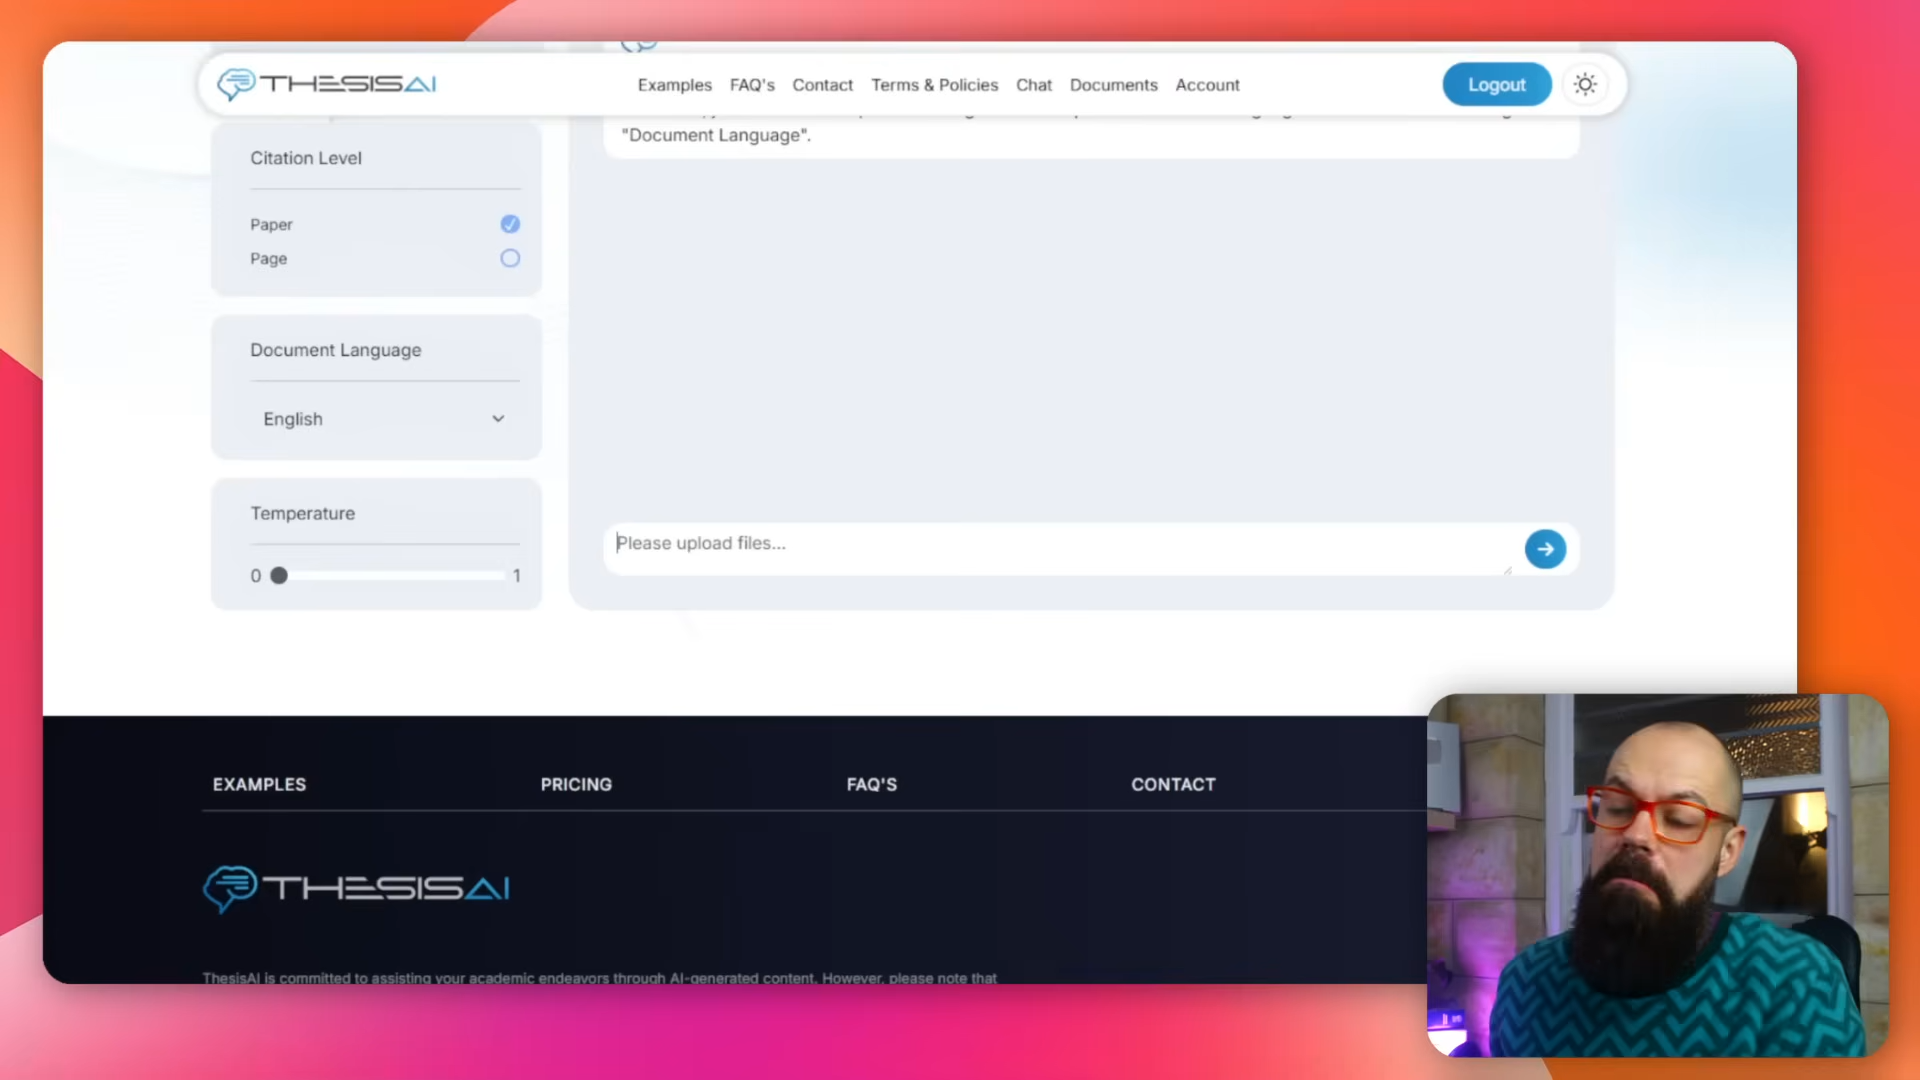 THESISAI
Examples
FAQ's
Contact
Terms & Policies
Chat
Documents
Account
Logout
"Document Language".
Citation Level
Paper
Page
Document Language
English
Temperature
0
1
Please upload files...
EXAMPLES
PRICING
FAQ'S
CONTACT
THESISAI
ThesisAI is committed to assisting your academic endeavors through AI-generated content. However, please note that